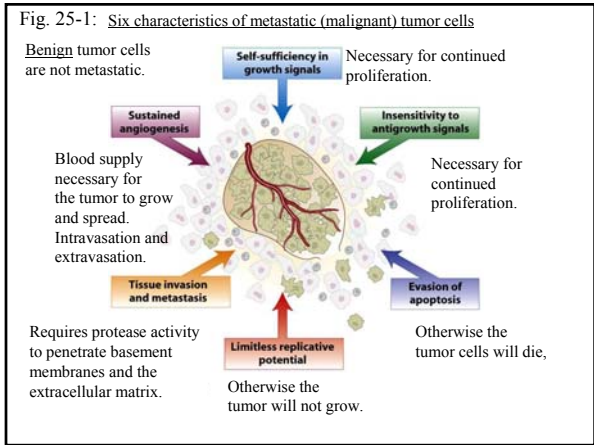 Fig. 25-1: Six characteristics of metastatic (malignant) tumor cells
Benign tumor cells
are not metastatic.
Self-sufficiency in
growth signals
Necessary for continued
proliferation.
Sustained
angiogenesis
Insensitivity to
antigrowth signals
Blood supply
necessary for
the tumor to grow
and spread.
Intravasation and
extravasation.
Necessary for
continued
proliferation.
Tissue invasion
and metastasis
Evasion of
apoptosis
Requires protease activity
to penetrate basement
membranes and the
extracellular matrix.
Limitless replicative
potential
Otherwise the
tumor will not grow.
Otherwise the
tumor cells will die,